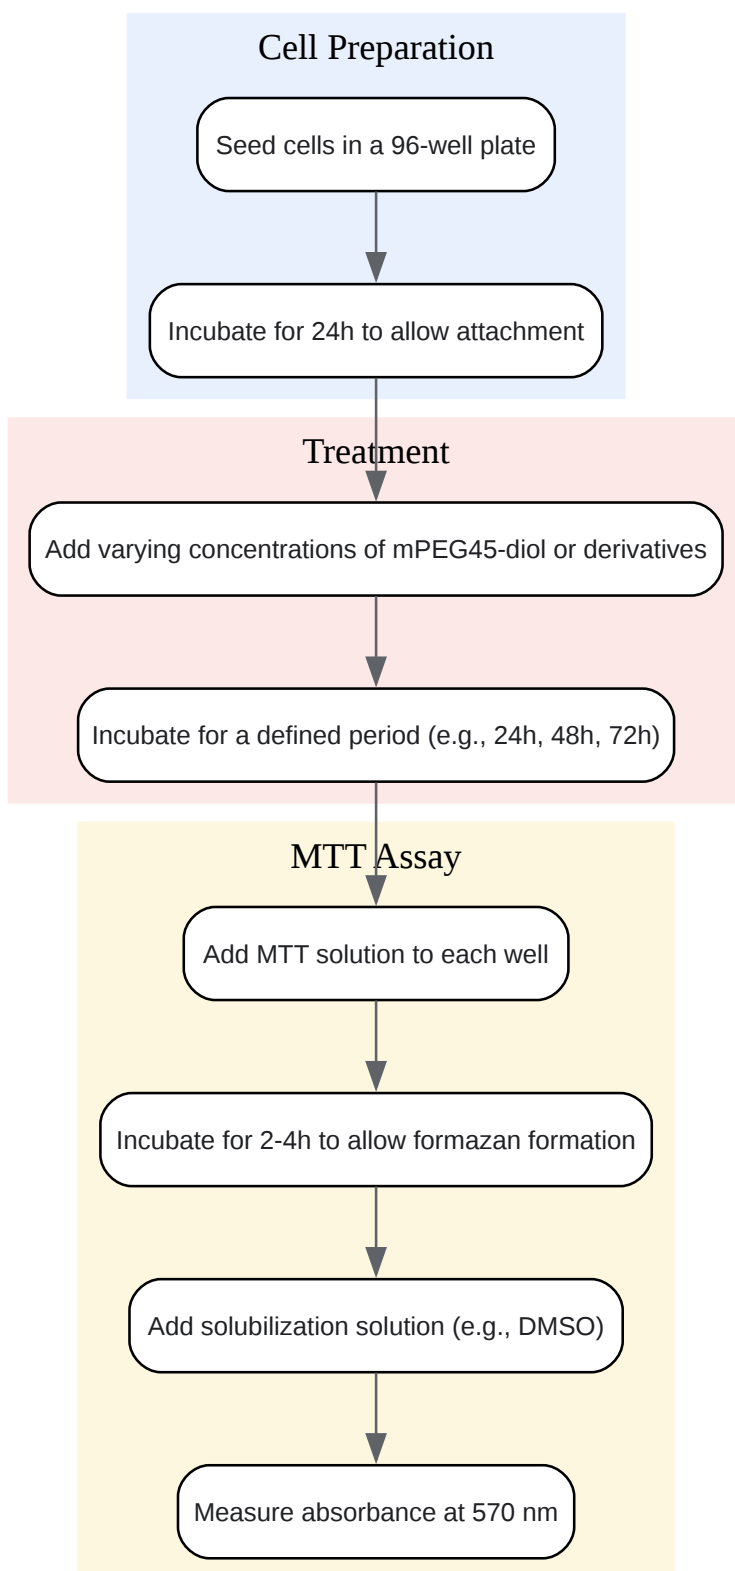 Cell Preparation
Seed cells in a 96-well plate
Incubate for 24h to allow attachment
Treatment
Add varying concentrations of mPEG45-diol or derivatives
Incubate for a defined period (e.g., 24h, 48h, 72h)
MTT Assay
Add MTT solution to each well
Incubate for 2-4h to allow formazan formation
Add solubilization solution (e.g., DMSO)
Measure absorbance at 570 nm